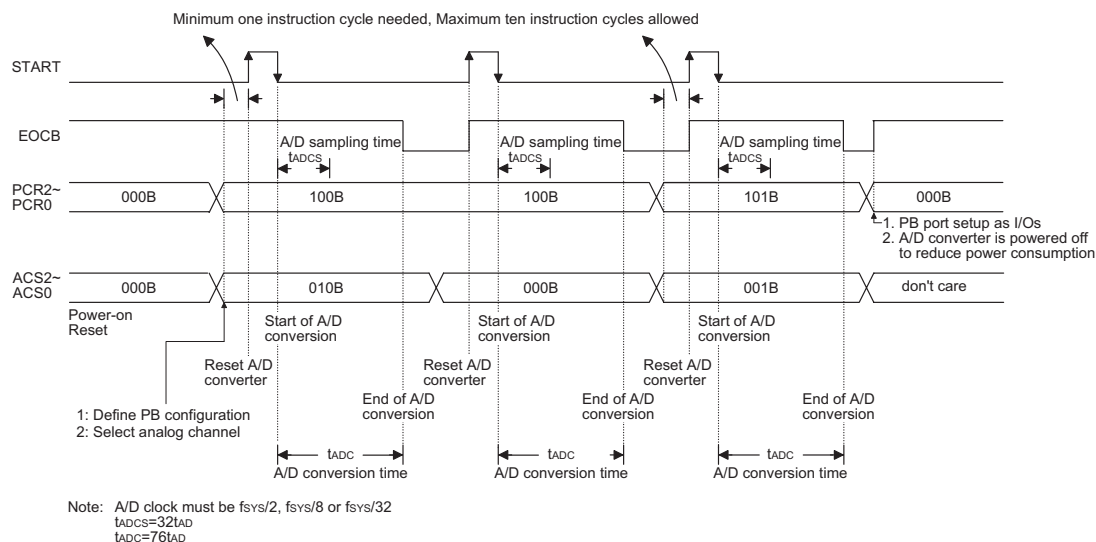 Minimum one instruction cycle needed, Maximum ten instruction cycles allowed
START
EOCB
A/D sampling time
tADCS
A/D sampling time
tADCS
A/D sampling time
tADCS
PCR2~
PCR0
000B
100B
100B
101B
000B
1. PB port setup as I/Os
2. A/D converter is powered off
to reduce power consumption
ACS2~
ACS0
000B
010B
000B
001B
don't care
Power-on
Reset
Start of A/D
conversion
Start of A/D
conversion
Start of A/D
conversion
Reset A/D
converter
Reset A/D
converter
Reset A/D
converter
End of A/D
conversion
End of A/D
conversion
End of A/D
conversion
1: Define PB configuration
2: Select analog channel
tADC
A/D conversion time
tADC
A/D conversion time
tADC
A/D conversion time
Note: A/D clock must be fSYS/2, fSYS/8 or fSYS/32
tADCS=32tAD
tADC=76tAD